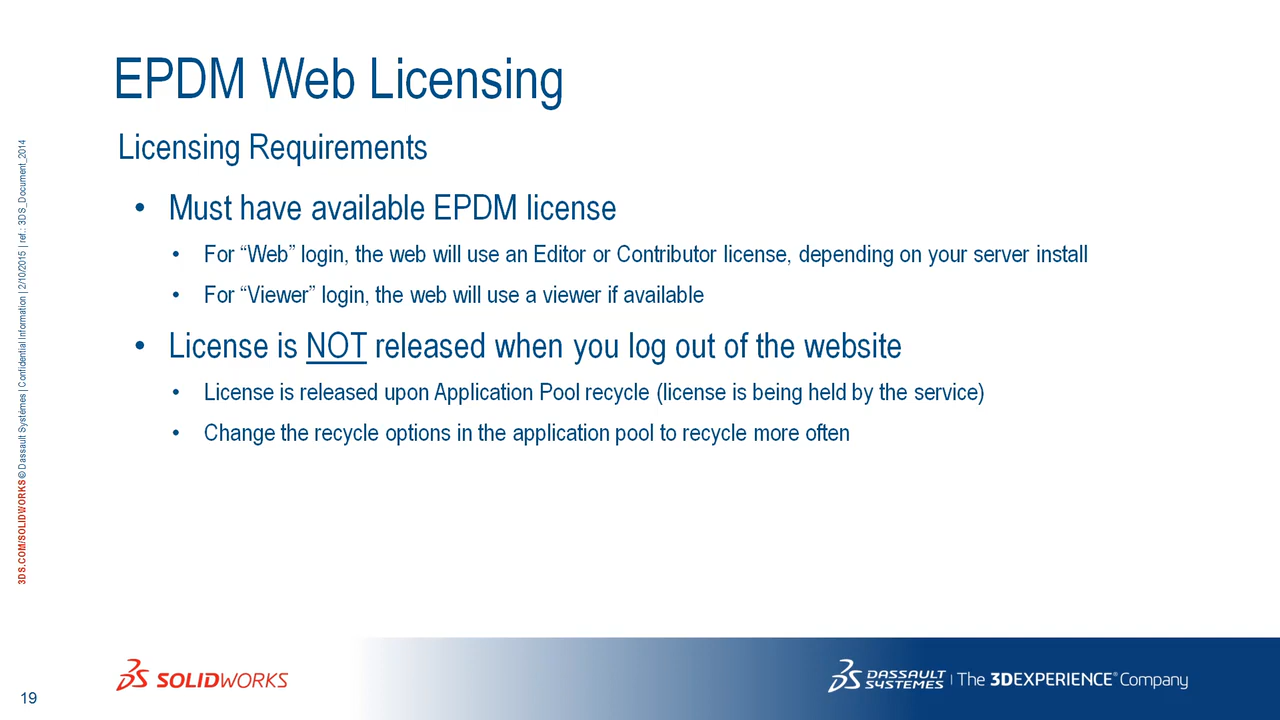 EPDM Web Licensing
Licensing Requirements
• Must have available EPDM license
• For “Web” login, the web will use an Editor or Contributor license, depending on your server install
• For “Viewer” login, the web will use a viewer if available
• License is NOT released when you log out of the website
• License is released upon Application Pool recycle (license is being held by the service)
• Change the recycle options in the application pool to recycle more often
3DS.COM/SOLIDWORKS © Dassault Systèmes | Confidential Information | 2/10/2015 | ref.: 3DS_Document_2014
SOLIDWORKS
DASSAULT SYSTEMES | The 3DEXPERIENCE® Company
19